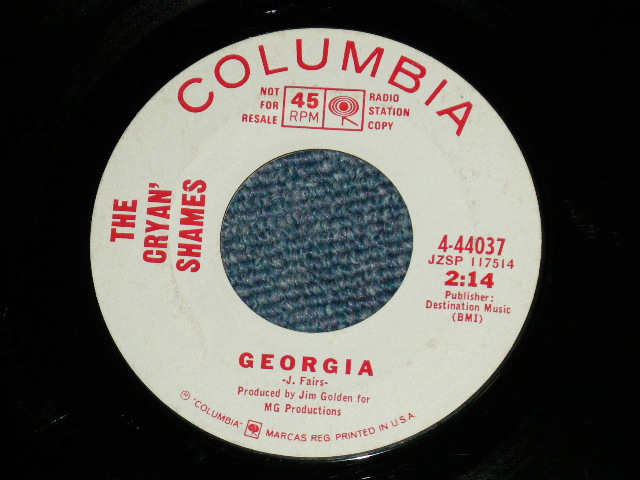 COLUMBIA
NOT
FOR
RESALE
45
RPM
RADIO
STATION
COPY
THE
CRYAN'
SHAMES
4-44037
JZSP 117514
2:14
Publisher:
Destination Music
(BMI)
GEORGIA
-J. Fairs-
Produced by Jim Golden for
MG Productions
Ⓟ "COLUMBIA" MARCAS REG. PRINTED IN U.S.A.